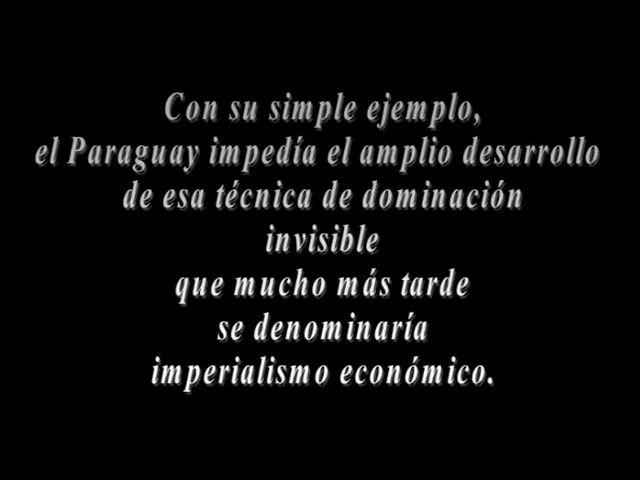 Con su simple ejemplo,
el Paraguay impedía el amplio desarrollo
de esa técnica de dominación
invisible
que mucho más tarde
se denominaría
imperialismo económico.